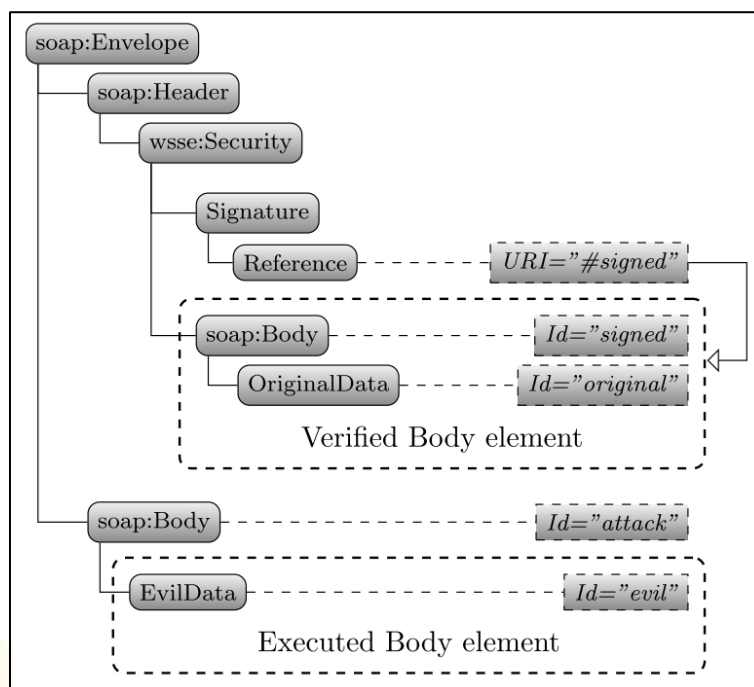 soap:Envelope
soap:Header
wsse:Security
Signature
Reference URI=”#signed”
soap:Body Id=”signed”
OriginalData Id=”original”
Verified Body element
soap:Body Id=”attack”
EvilData Id=”evil”
Executed Body element